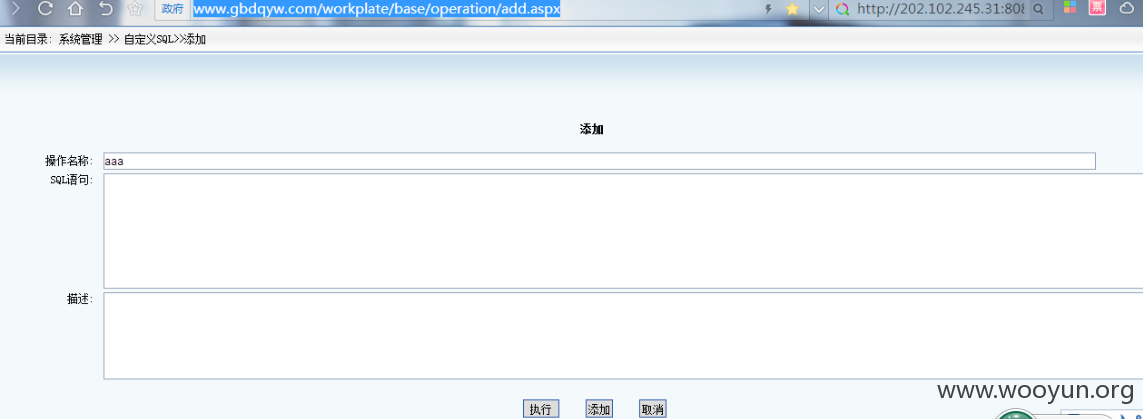 政府 www.gbdqyw.com/workplate/base/operation/add.aspx http://202.102.245.31:808 票
当前目录: 系统管理 >> 自定义SQL>>添加
添加
操作名称: aaa
SQL语句:
描述:
执行 添加 取消
www.wooyun.org